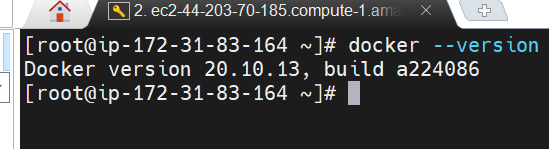 2. ec2-44-203-70-185.compute-1.ama
[root@ip-172-31-83-164 ~]# docker --version
Docker version 20.10.13, build a224086
[root@ip-172-31-83-164 ~]#